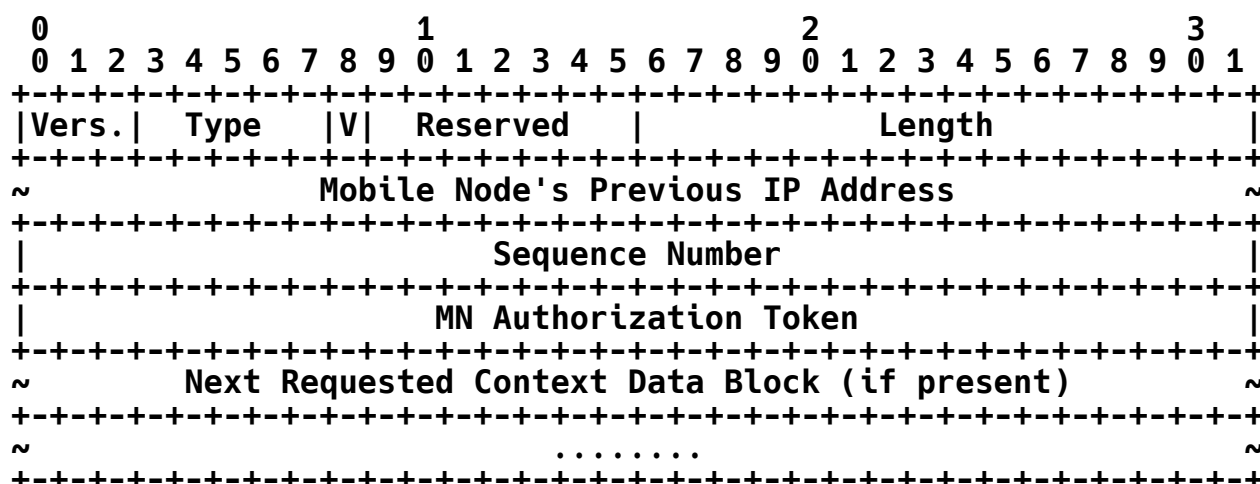 0                   1                   2                   3
 0 1 2 3 4 5 6 7 8 9 0 1 2 3 4 5 6 7 8 9 0 1 2 3 4 5 6 7 8 9 0 1
+-+-+-+-+-+-+-+-+-+-+-+-+-+-+-+-+-+-+-+-+-+-+-+-+-+-+-+-+-+-+-+-+
|Vers.|  Type   |V|  Reserved   |            Length             |
+-+-+-+-+-+-+-+-+-+-+-+-+-+-+-+-+-+-+-+-+-+-+-+-+-+-+-+-+-+-+-+-+
~               Mobile Node's Previous IP Address               ~
+-+-+-+-+-+-+-+-+-+-+-+-+-+-+-+-+-+-+-+-+-+-+-+-+-+-+-+-+-+-+-+-+
|                        Sequence Number                        |
+-+-+-+-+-+-+-+-+-+-+-+-+-+-+-+-+-+-+-+-+-+-+-+-+-+-+-+-+-+-+-+-+
|                     MN Authorization Token                    |
+-+-+-+-+-+-+-+-+-+-+-+-+-+-+-+-+-+-+-+-+-+-+-+-+-+-+-+-+-+-+-+-+
~        Next Requested Context Data Block (if present)         ~
+-+-+-+-+-+-+-+-+-+-+-+-+-+-+-+-+-+-+-+-+-+-+-+-+-+-+-+-+-+-+-+-+
~                           ........                            ~
+-+-+-+-+-+-+-+-+-+-+-+-+-+-+-+-+-+-+-+-+-+-+-+-+-+-+-+-+-+-+-+-+